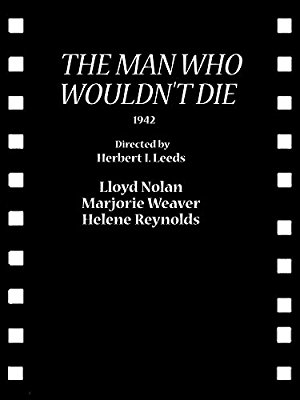 THE MAN WHO
WOULDN'T DIE
1942
Directed by
Herbert I. Leeds
Lloyd Nolan
Marjorie Weaver
Helene Reynolds